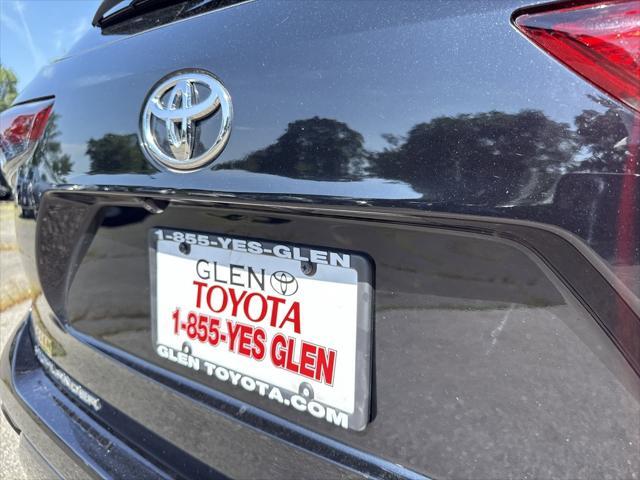 1-855-YES-GLEN
GLEN
TOYOTA
1-855-YES GLEN
GLEN TOYOTA.COM